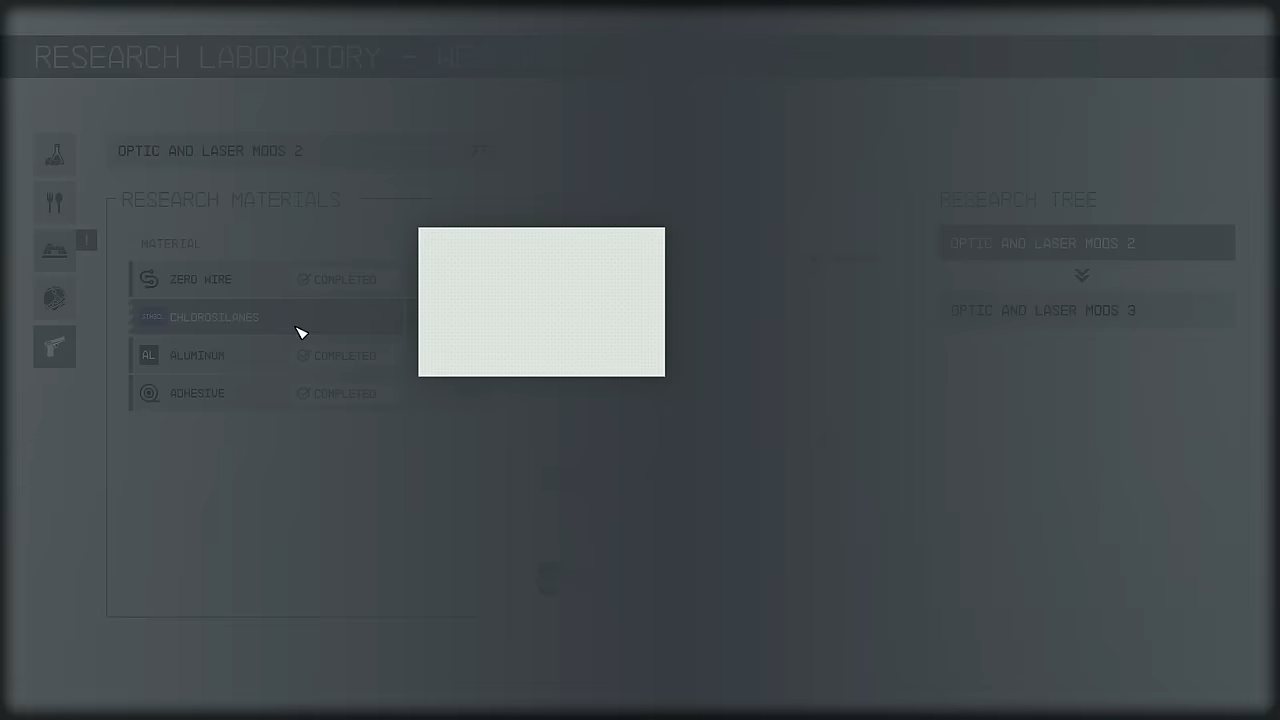 RESEARCH LABORATORY -
OPTIC AND LASER MODS 2
RESEARCH MATERIALS
MATERIAL
ZERO WIRE COMPLETED
CHLOROSILANES
AL ALUMINUM COMPLETED
ADHESIVE COMPLETED
RESEARCH TREE
OPTIC AND LASER MODS 2
OPTIC AND LASER MODS 3